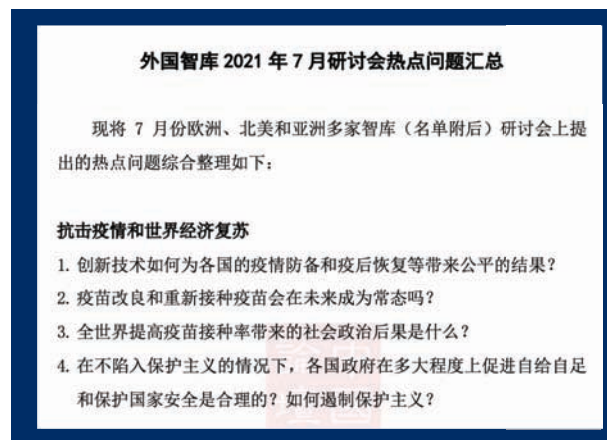 外国智库 2021 年 7 月研讨会热点问题汇总
现将 7 月份欧洲、北美和亚洲多家智库（名单附后）研讨会上提
出的热点问题综合整理如下：
抗击疫情和世界经济复苏
1. 创新技术如何为各国的疫情防备和疫后恢复等带来公平的结果？
2. 疫苗改良和重新接种疫苗会在未来成为常态吗？
3. 全世界提高疫苗接种率带来的社会政治后果是什么？
4. 在不陷入保护主义的情况下，各国政府在多大程度上促进自给自足
和保护国家安全是合理的？如何遏制保护主义？